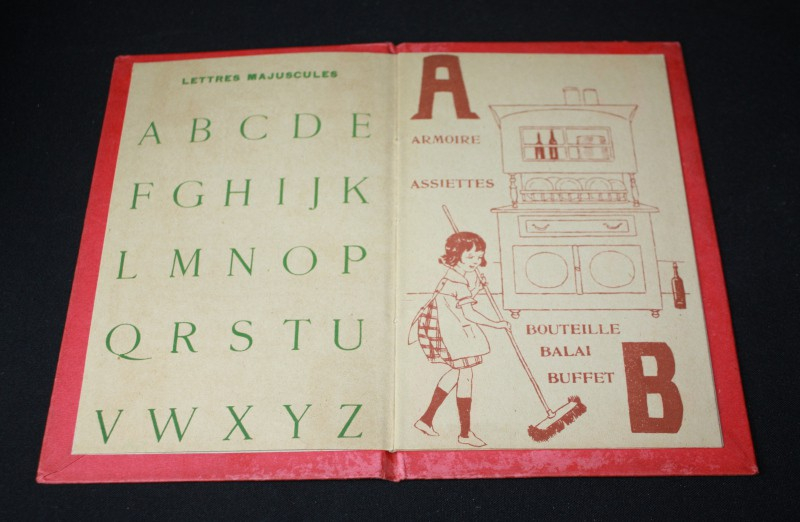 LETTRES MAJUSCULES
A B C D E
F G H I J K
L M N O P
Q R S T U
V W X Y Z
A
ARMOIRE
ASSIETTES
BOUTEILLE
BALAI
BUFFET
B